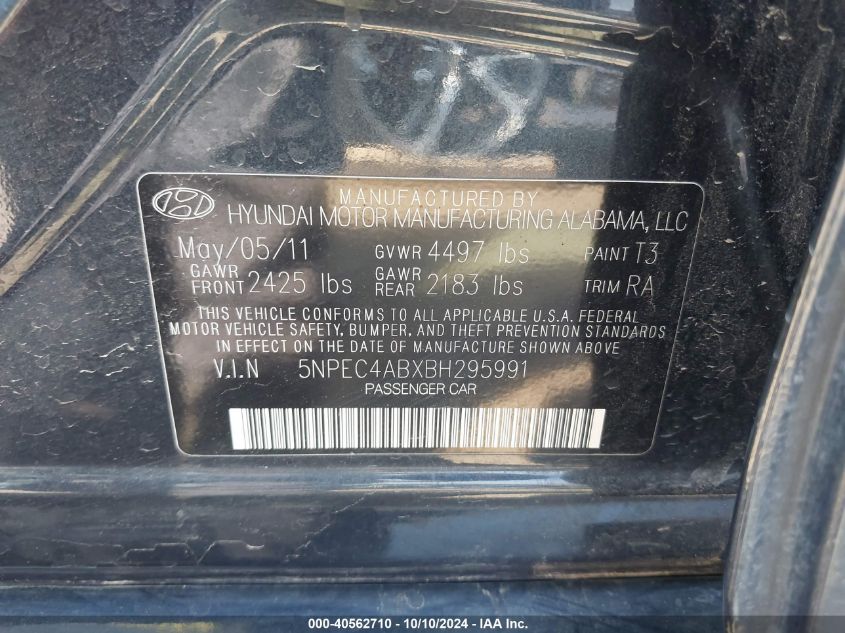 MANUFACTURED BY
HYUNDAI MOTOR MANUFACTURING ALABAMA, LLC
May/05/11 GVWR 4497 lbs PAINT T3
GAWR FRONT 2425 lbs GAWR REAR 2183 lbs TRIM RA
THIS VEHICLE CONFORMS TO ALL APPLICABLE U.S.A. FEDERAL
MOTOR VEHICLE SAFETY, BUMPER, AND THEFT PREVENTION STANDARDS
IN EFFECT ON THE DATE OF MANUFACTURE SHOWN ABOVE
V.I.N 5NPEC4ABXBH295991
PASSENGER CAR
000-40562710 - 10/10/2024 - © IAA